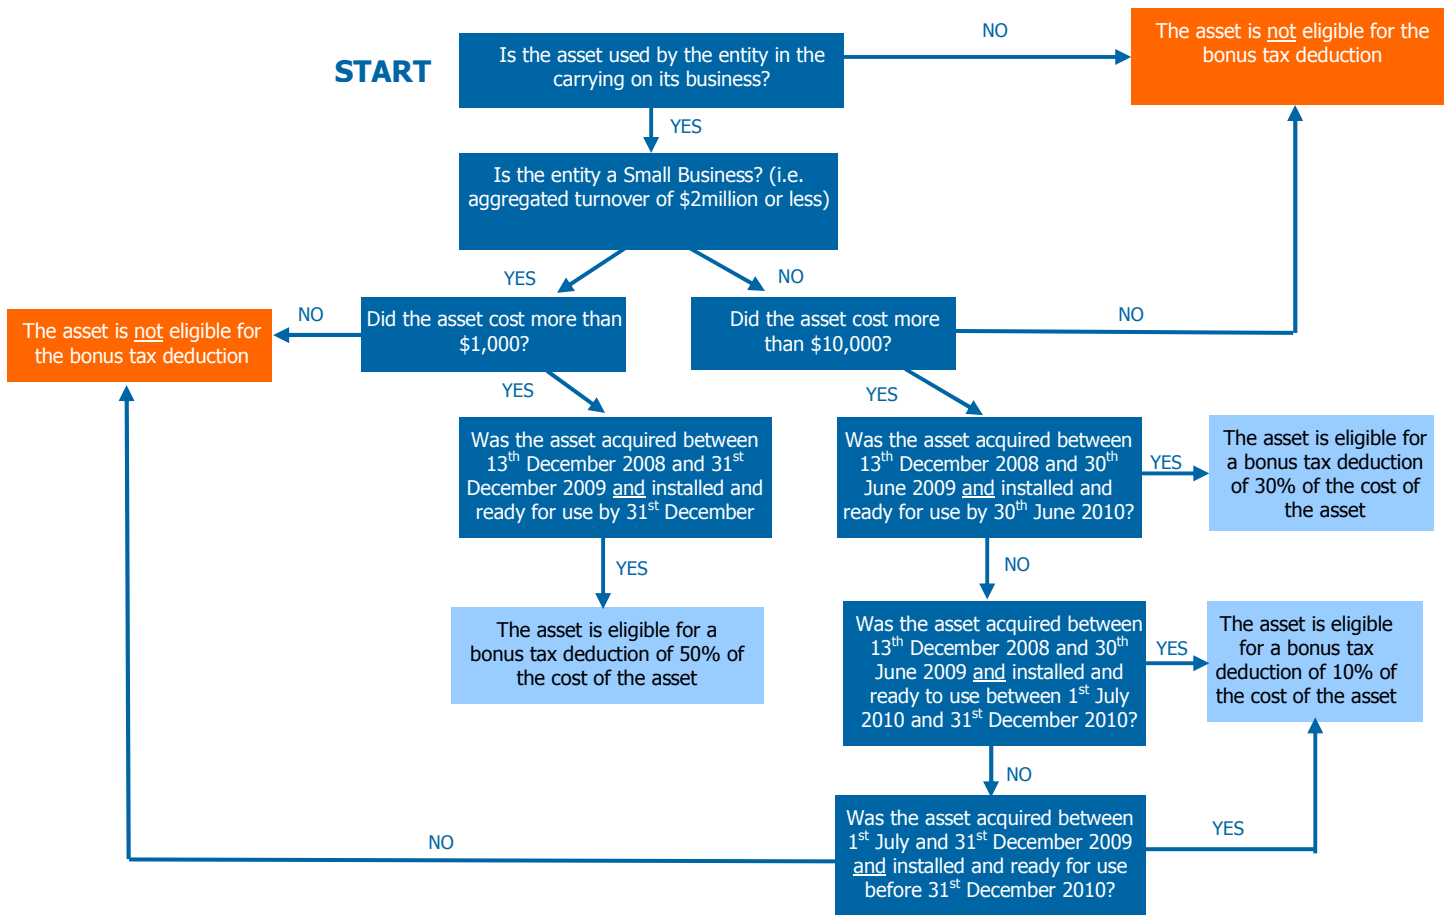 START
Is the asset used by the entity in the
carrying on its business?
NO
The asset is not eligible for the
bonus tax deduction
YES
Is the entity a Small Business? (i.e.
aggregated turnover of $2million or less)
YES
NO
The asset is not eligible for
the bonus tax deduction
NO
Did the asset cost more than
$1,000?
Did the asset cost more
than $10,000?
NO
YES
YES
Was the asset acquired between
13th December 2008 and 31st
December 2009 and installed and
ready for use by 31st December
Was the asset acquired between
13th December 2008 and 30th
June 2009 and installed and
ready for use by 30th June 2010?
YES
The asset is eligible for
a bonus tax deduction
of 30% of the cost of
the asset
YES
NO
The asset is eligible for a
bonus tax deduction of 50% of
the cost of the asset
Was the asset acquired between
13th December 2008 and 30th
June 2009 and installed and
ready to use between 1st July
2010 and 31st December 2010?
YES
The asset is eligible
for a bonus tax
deduction of 10% of
the cost of the asset
NO
Was the asset acquired between
1st July and 31st December 2009
and installed and ready for use
before 31st December 2010?
YES
NO